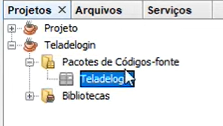 Projetos × Arquivos Serviços
Projeto
Teladelogin
Pacotes de Códigos-fonte
Teladelog
Bibliotecas